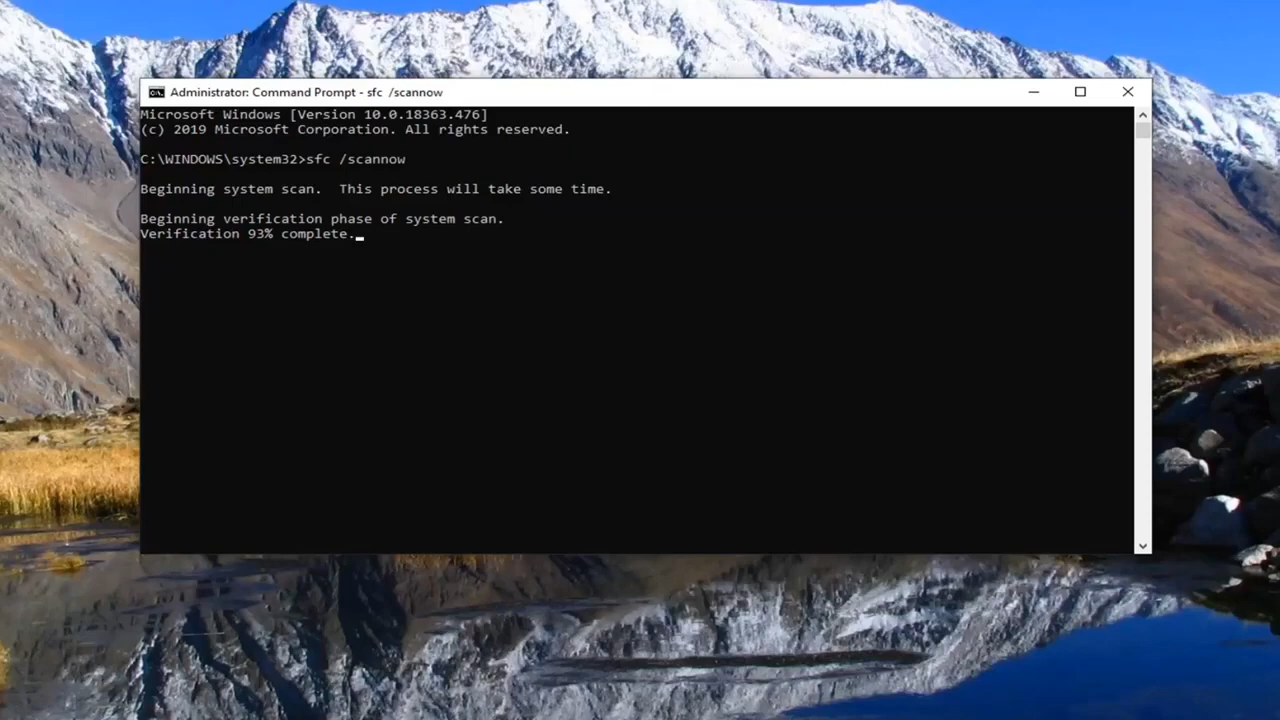 Administrator: Command Prompt - sfc  /scannow
Microsoft Windows [Version 10.0.18363.476]
(c) 2019 Microsoft Corporation. All rights reserved.
C:\WINDOWS\system32>sfc /scannow
Beginning system scan.  This process will take some time.
Beginning verification phase of system scan.
Verification 93% complete.